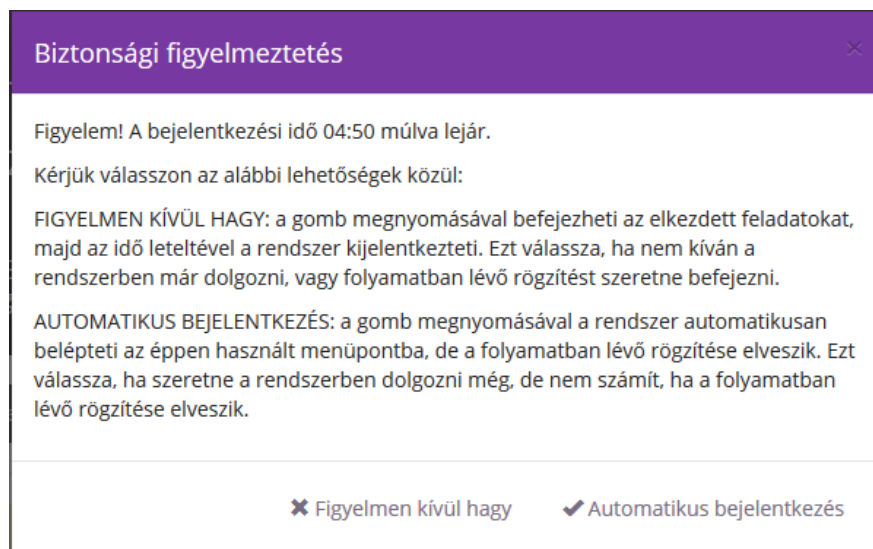 Biztonsági figyelmeztetés
Figyelem! A bejelentkezési idő 04:50 múlva lejár.
Kérjük válasszon az alábbi lehetőségek közül:
FIGYELMEN KÍVÜL HAGY: a gomb megnyomásával befejezheti az elkezdett feladatokat,
majd az idő leteltével a rendszer kijelentkezteti. Ezt válassza, ha nem kíván a
rendszerben már dolgozni, vagy folyamatban lévő rögzítést szeretne befejezni.
AUTOMATIKUS BEJELENTKEZÉS: a gomb megnyomásával a rendszer automatikusan
belépteti az éppen használt menüpontba, de a folyamatban lévő rögzítése elveszik. Ezt
válassza, ha szeretne a rendszerben dolgozni még, de nem számít, ha a folyamatban
lévő rögzítése elveszik.
✖ Figyelmen kívül hagy ✔ Automatikus bejelentkezés